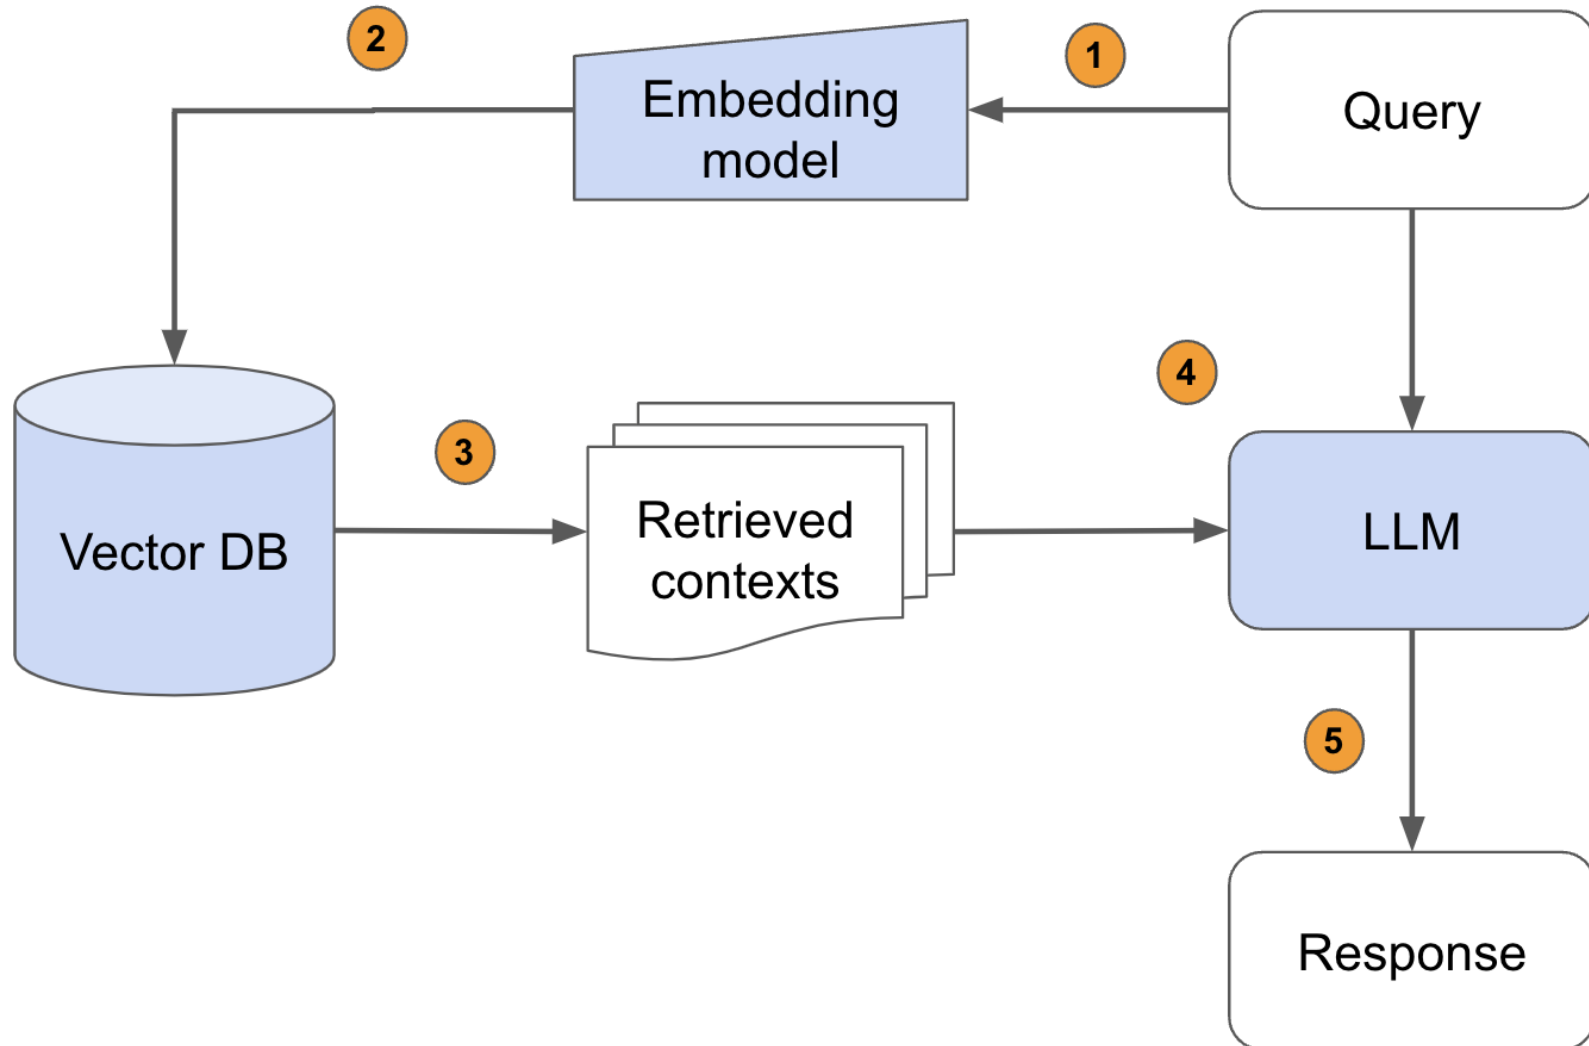 2
1
Embedding
model
Query
4
3
Retrieved
contexts
Vector DB
LLM
5
Response